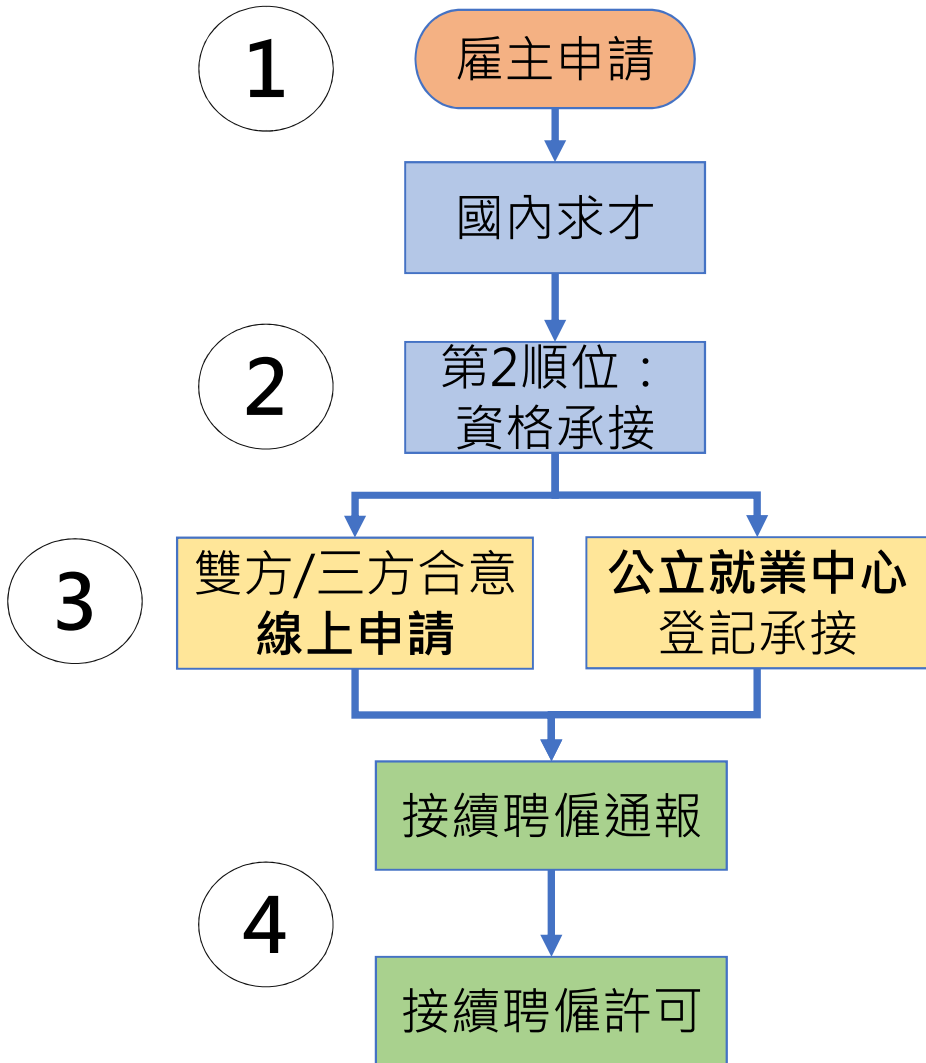 1
雇主申請
國內求才
2
第2順位：
資格承接
3
雙方/三方合意
線上申請
公立就業中心
登記承接
接續聘僱通報
4
接續聘僱許可